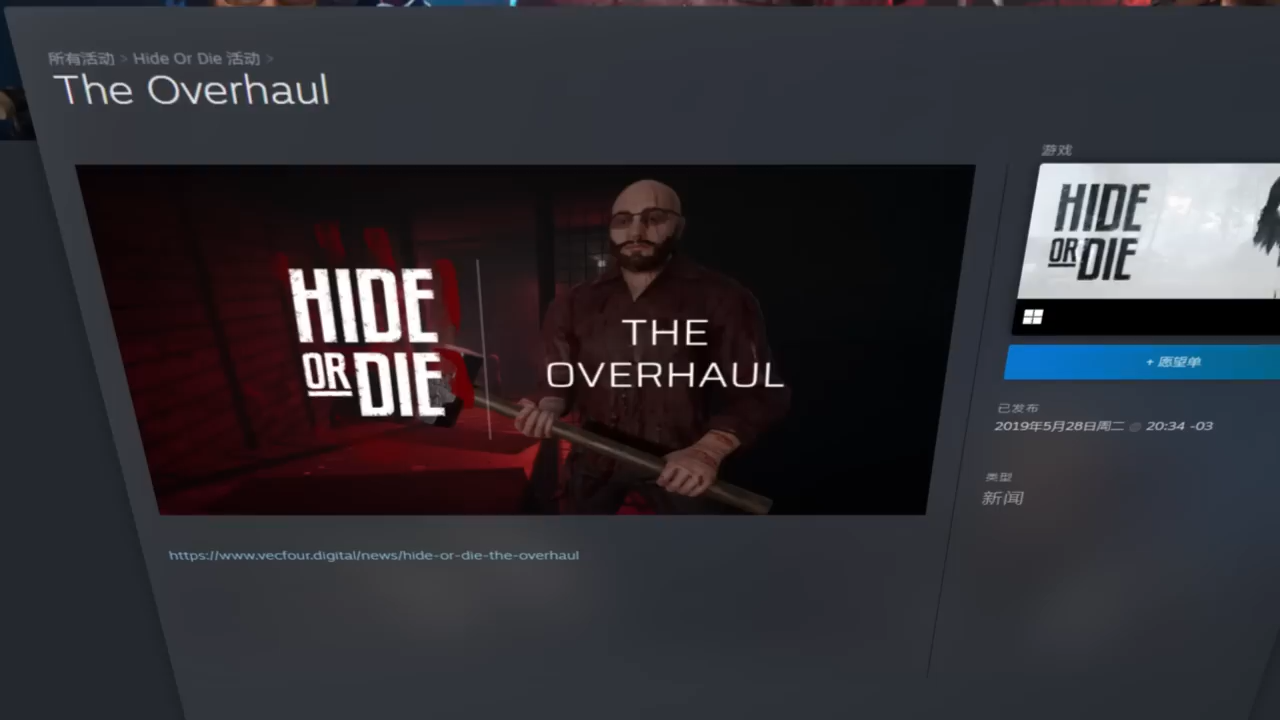 所有活动 > Hide Or Die 活动 >
The Overhaul
HIDE
OR DIE
THE
OVERHAUL
https://www.vecfour.digital/news/hide-or-die-the-overhaul
游戏
HIDE
OR DIE
+ 愿望单
已发布
2019年5月28日周二 @ 20:34 -03
类型
新闻